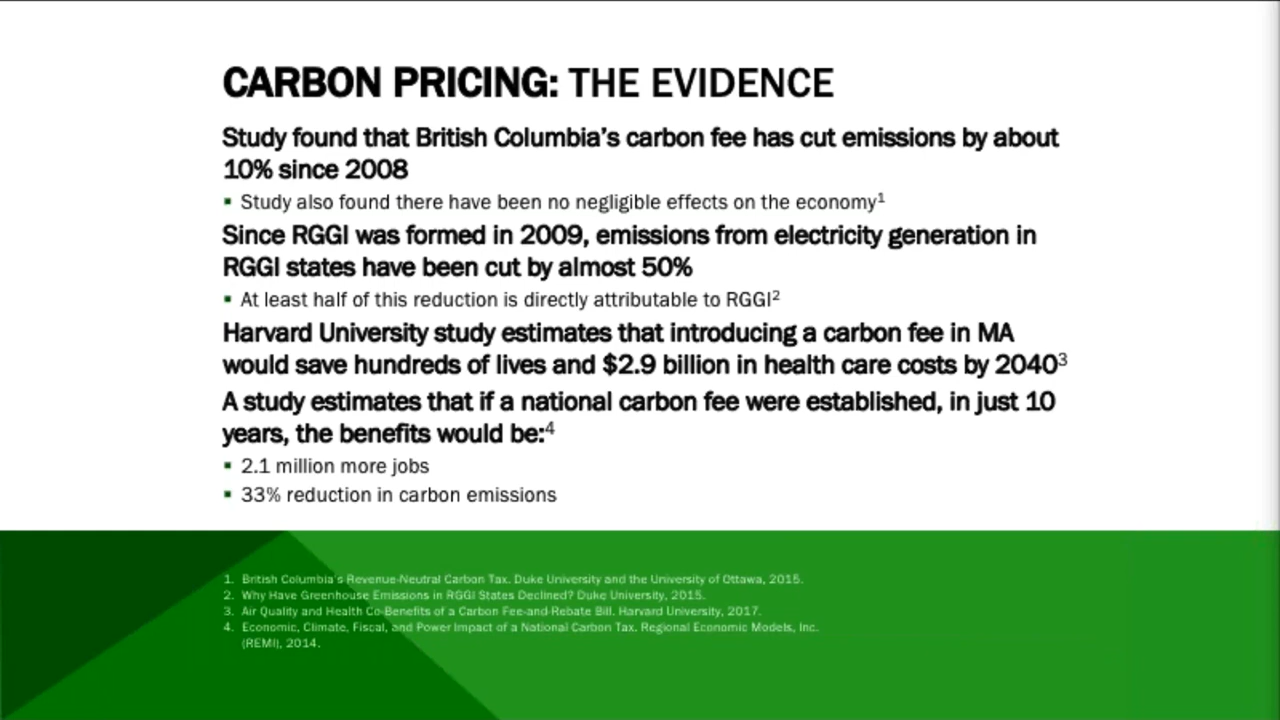 CARBON PRICING: THE EVIDENCE
Study found that British Columbia's carbon fee has cut emissions by about
10% since 2008
▪ Study also found there have been no negligible effects on the economy¹
Since RGGI was formed in 2009, emissions from electricity generation in
RGGI states have been cut by almost 50%
▪ At least half of this reduction is directly attributable to RGGI²
Harvard University study estimates that introducing a carbon fee in MA
would save hundreds of lives and $2.9 billion in health care costs by 2040³
A study estimates that if a national carbon fee were established, in just 10
years, the benefits would be:⁴
▪ 2.1 million more jobs
▪ 33% reduction in carbon emissions
1. British Columbia's Revenue-Neutral Carbon Tax. Duke University and the University of Ottawa, 2015.
2. Why Have Greenhouse Emissions in RGGI States Declined? Duke University, 2015.
3. Air Quality and Health Co-Benefits of a Carbon Fee-and-Rebate Bill. Harvard University, 2017.
4. Economic, Climate, Fiscal, and Power Impact of a National Carbon Tax. Regional Economic Models, Inc.
(REMI), 2014.